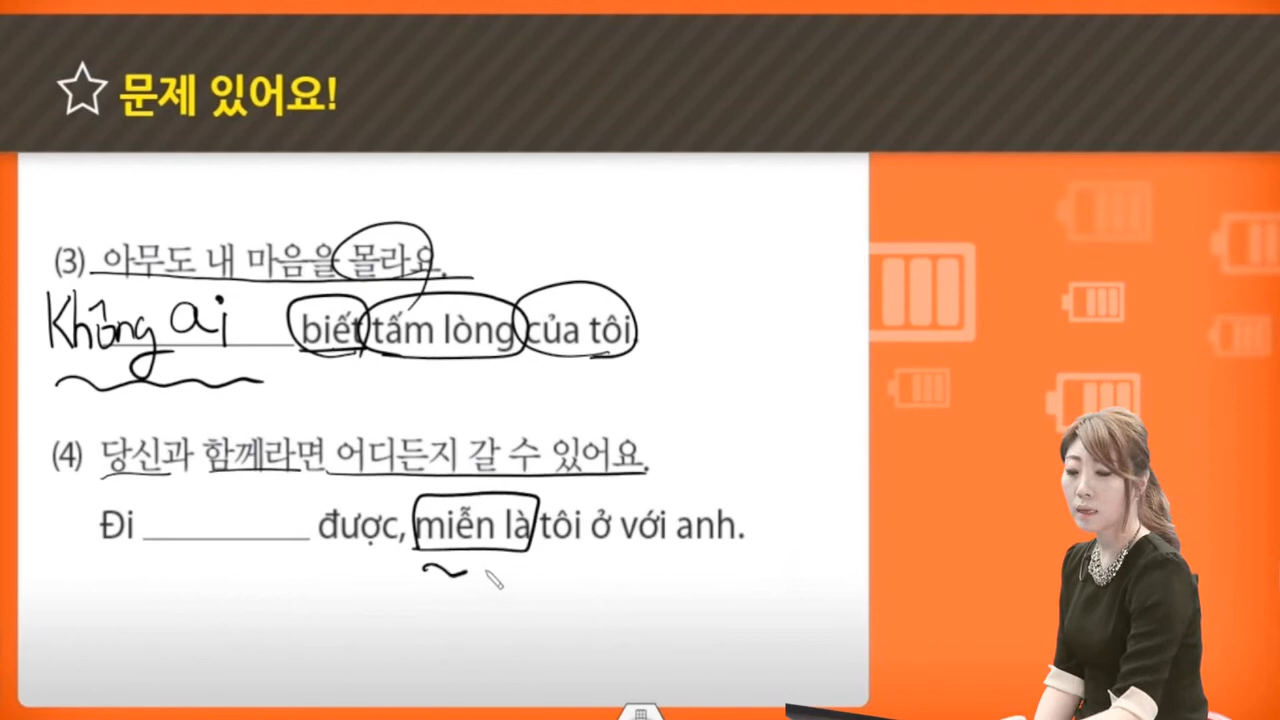 문제 있어요!
(3) 아무도 내 마음을 몰라요.
Không ai biết tấm lòng của tôi.
(4) 당신과 함께라면 어디든지 갈 수 있어요.
Đi __________ được, miễn là tôi ở với anh.